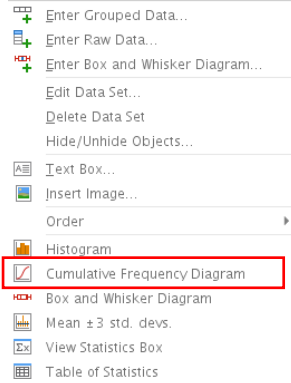 Enter Grouped Data...
Enter Raw Data...
Enter Box and Whisker Diagram...
Edit Data Set...
Delete Data Set
Hide/Unhide Objects...
Text Box...
Insert Image...
Order
Histogram
Cumulative Frequency Diagram
Box and Whisker Diagram
Mean ±3 std. devs.
View Statistics Box
Table of Statistics